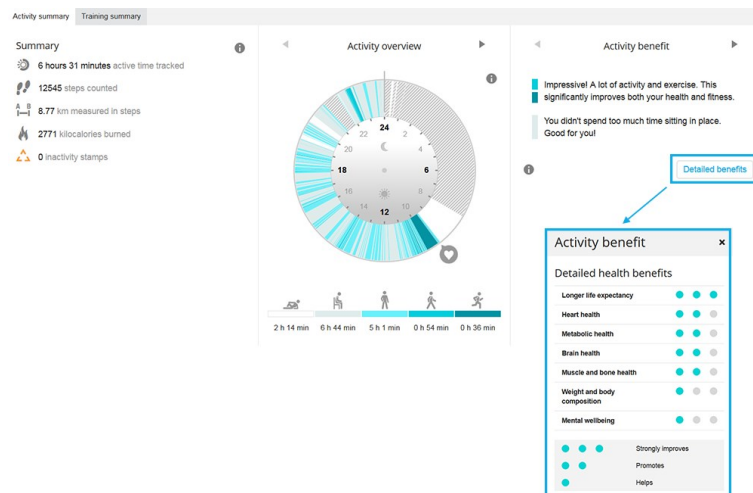 Activity summary
Training summary
Summary
6 hours 31 minutes active time tracked
12545 steps counted
A B
8.77 km measured in steps
2771 kilocalories burned
0 inactivity stamps
Activity overview
24
22
2
20
4
18
6
16
8
14
10
12
2 h 14 min
6 h 44 min
5 h 1 min
0 h 54 min
0 h 36 min
Activity benefit
Impressive! A lot of activity and exercise. This
significantly improves both your health and fitness.
You didn't spend too much time sitting in place.
Good for you!
Detailed benefits
Activity benefit
x
Detailed health benefits
Longer life expectancy
Heart health
Metabolic health
Brain health
Muscle and bone health
Weight and body
composition
Mental wellbeing
Strongly improves
Promotes
Helps